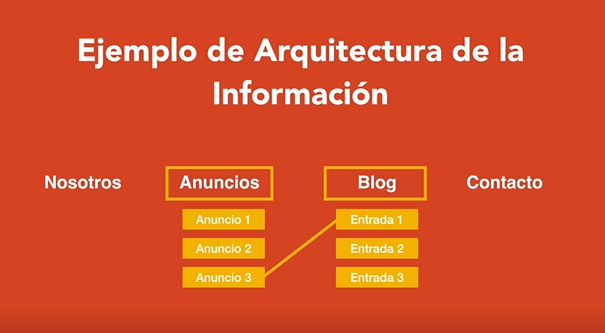 Ejemplo de Arquitectura de la
Información
Nosotros
Anuncios
Blog
Contacto
Anuncio 1
Entrada 1
Anuncio 2
Entrada 2
Anuncio 3
Entrada 3